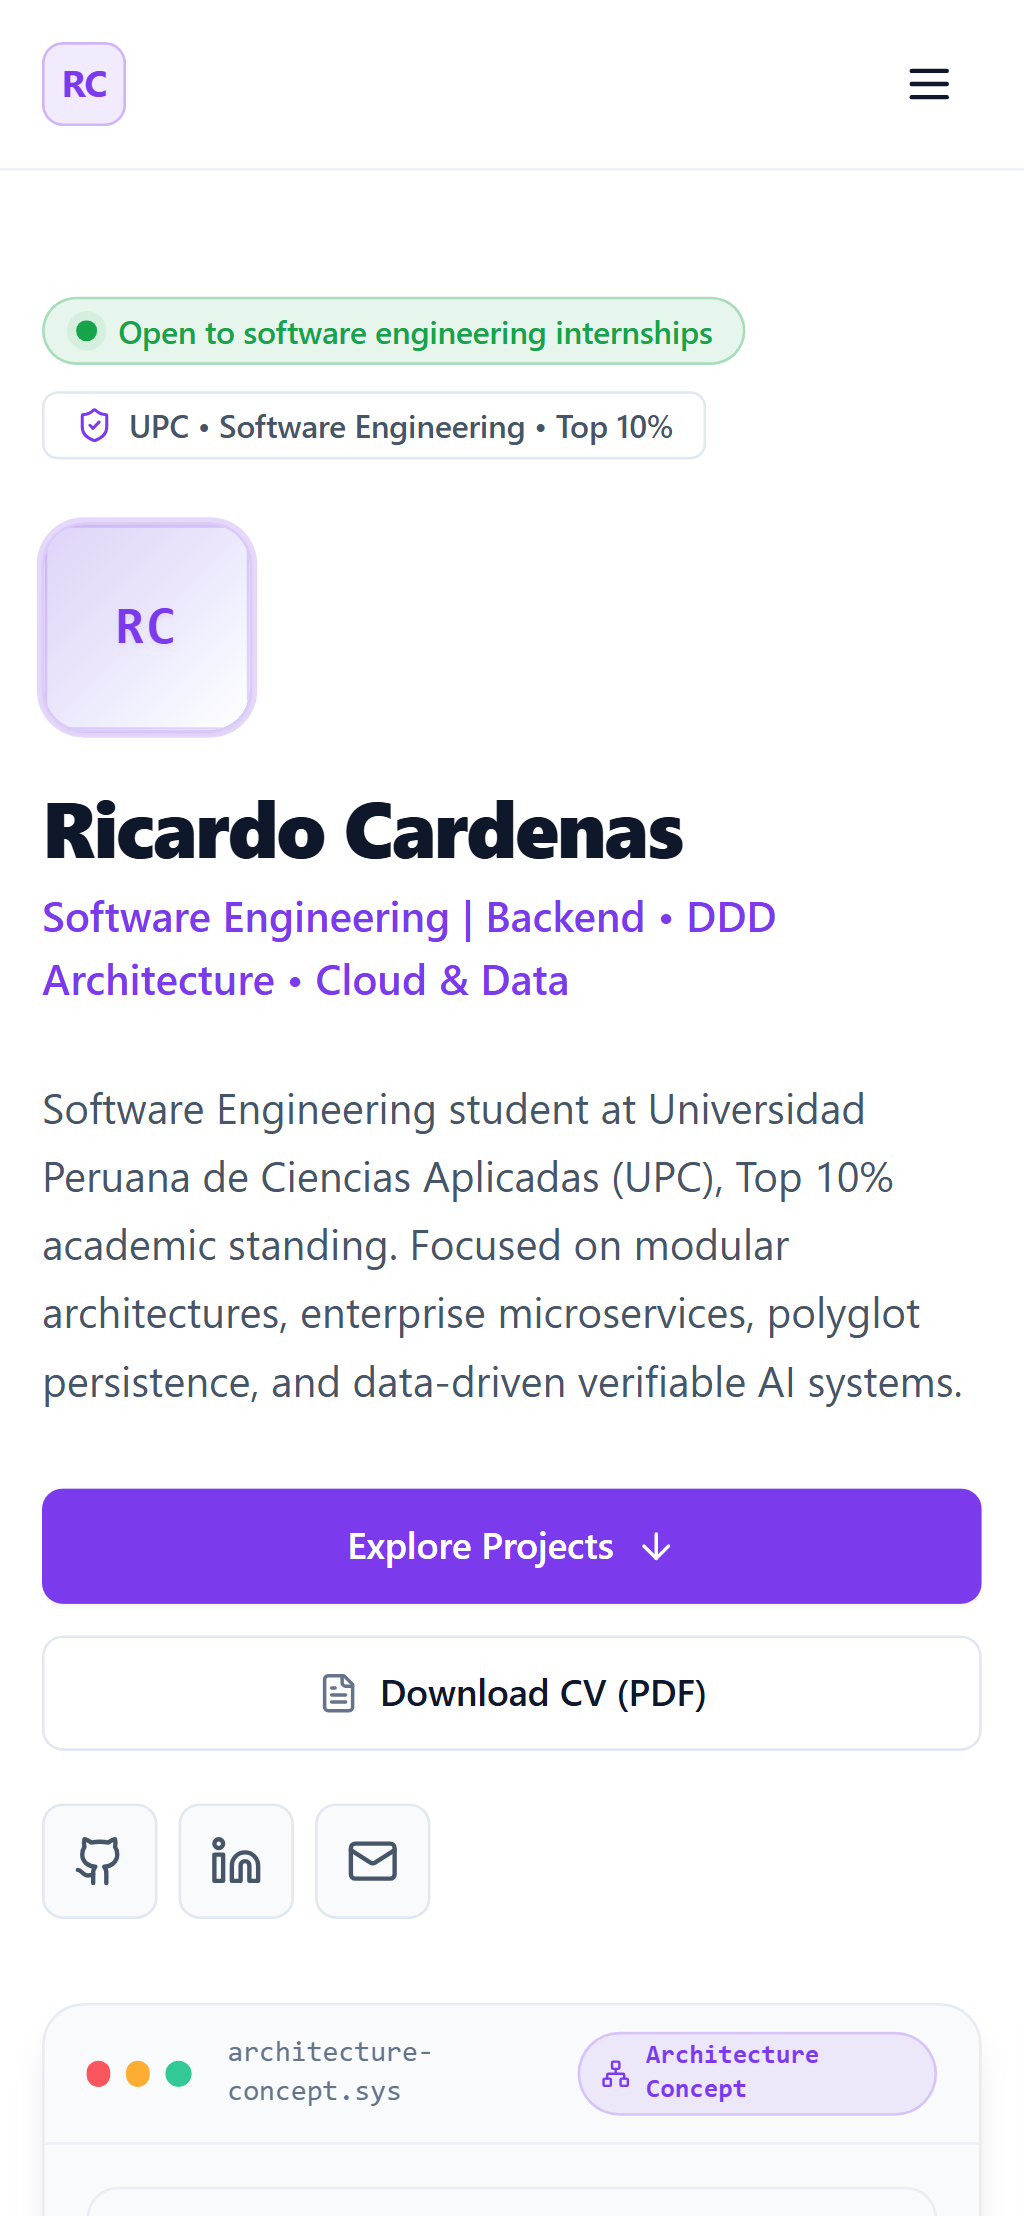 RC
Open to software engineering internships
UPC • Software Engineering • Top 10%
RC
Ricardo Cardenas
Software Engineering | Backend • DDD
Architecture • Cloud & Data
Software Engineering student at Universidad
Peruana de Ciencias Aplicadas (UPC), Top 10%
academic standing. Focused on modular
architectures, enterprise microservices, polyglot
persistence, and data-driven verifiable AI systems.
Explore Projects
Download CV (PDF)
architecture-
concept.sys
Architecture
Concept